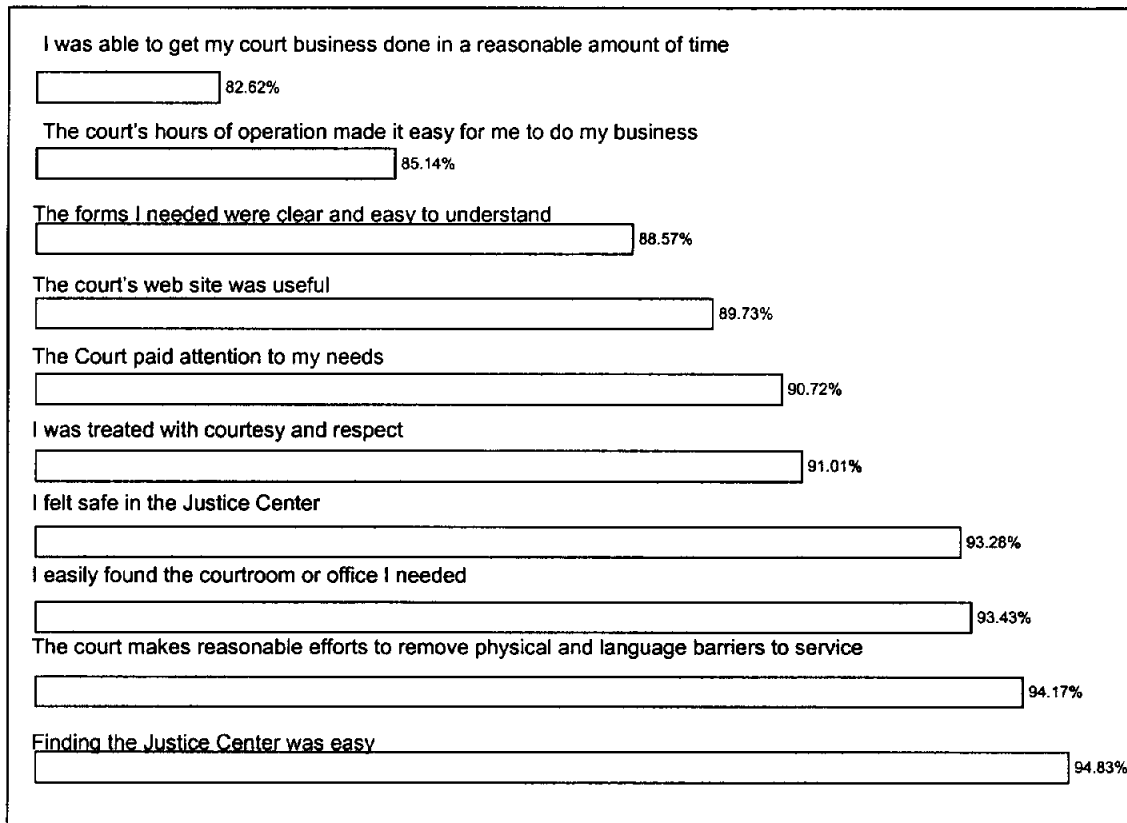 I was able to get my court business done in a reasonable amount of time
82.62%
The court's hours of operation made it easy for me to do my business
85.14%
The forms I needed were clear and easy to understand
88.57%
The court's web site was useful
89.73%
The Court paid attention to my needs
90.72%
I was treated with courtesy and respect
91.01%
I felt safe in the Justice Center
93.28%
I easily found the courtroom or office I needed
93.43%
The court makes reasonable efforts to remove physical and language barriers to service
94.17%
Finding the Justice Center was easy
94.83%